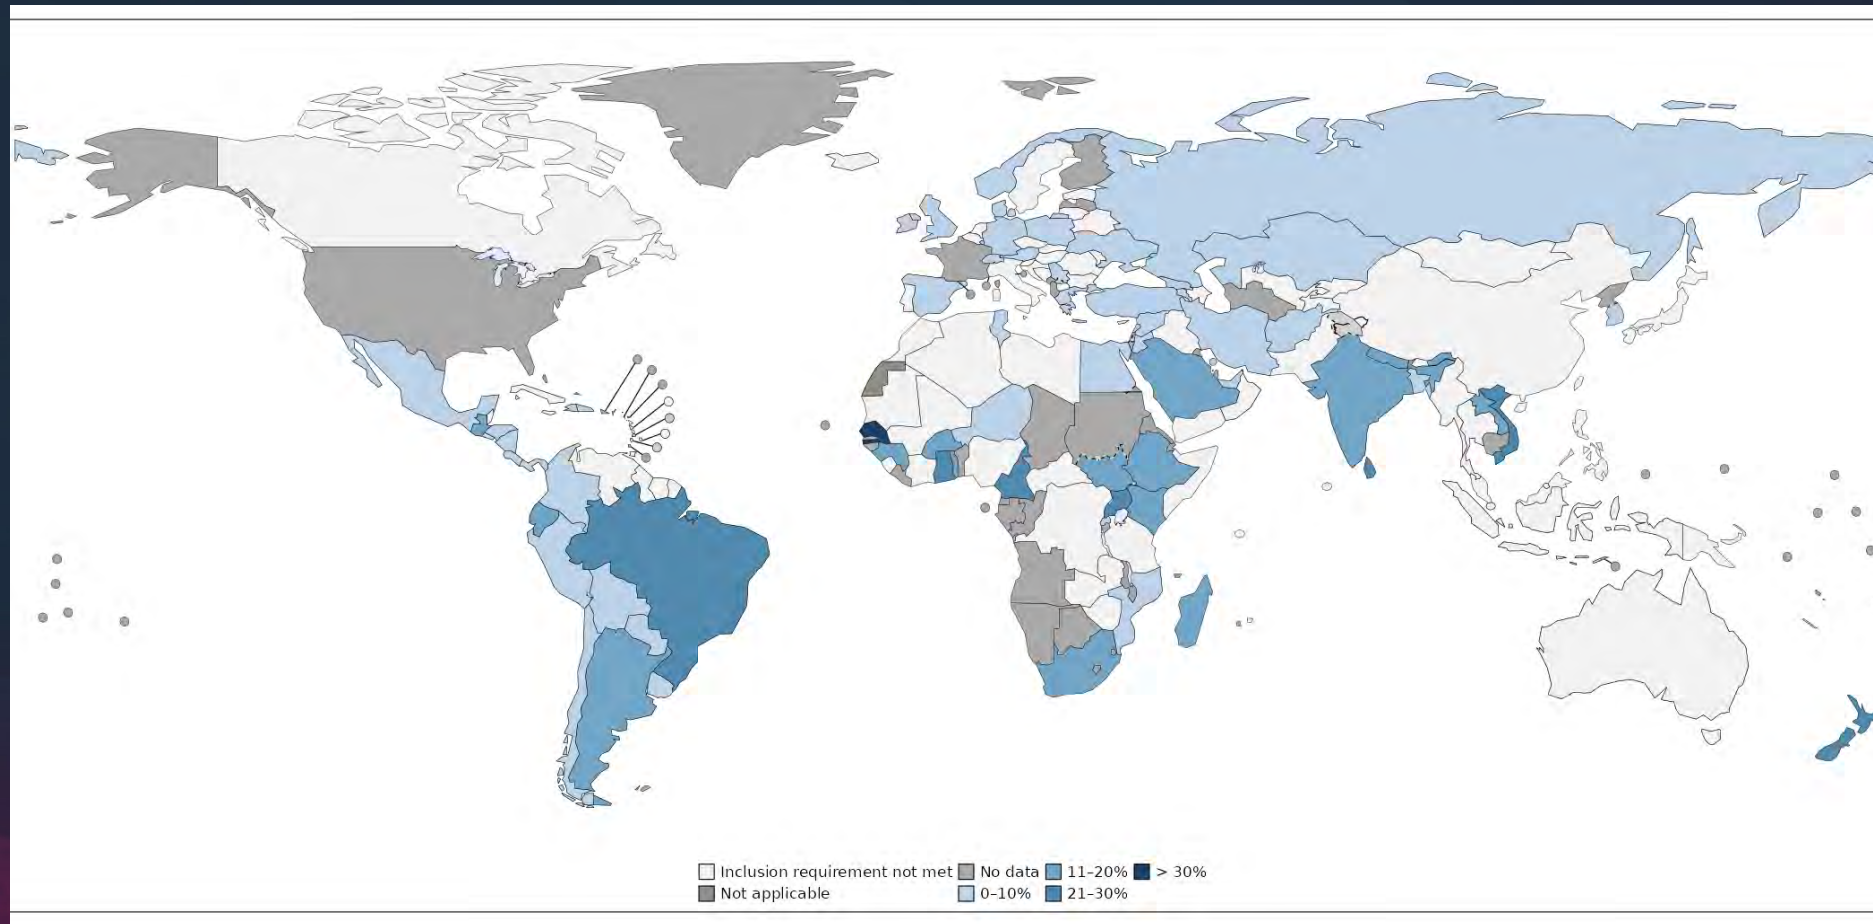 Inclusion requirement not met No data 11–20% > 30%
Not applicable 0–10% 21–30%